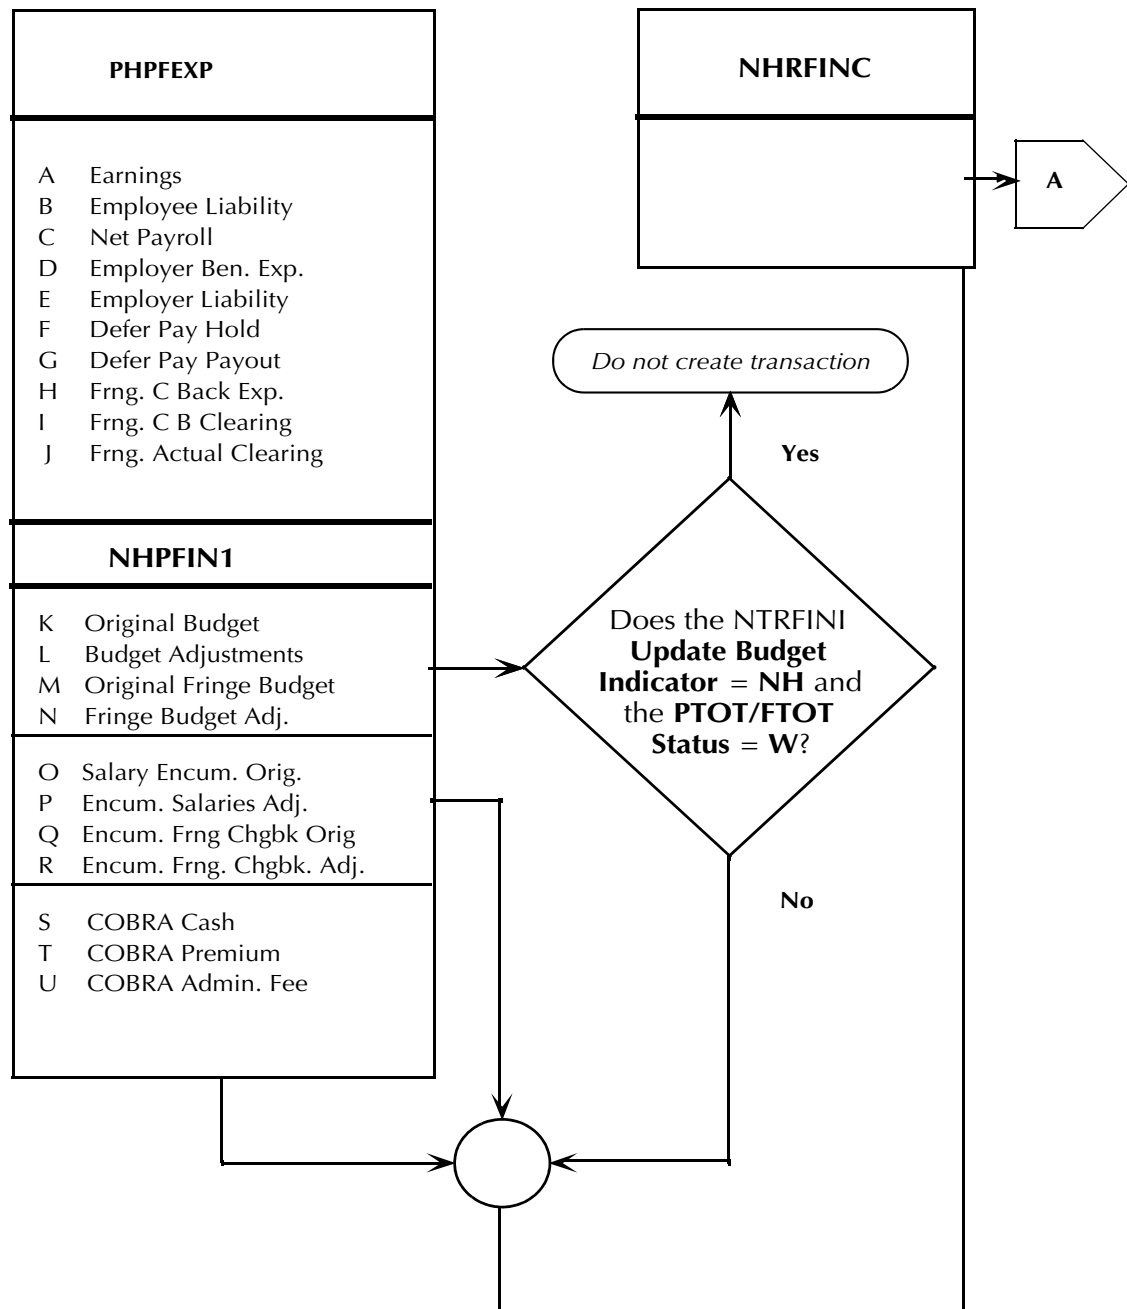 PHPFEXP
A Earnings
B Employee Liability
C Net Payroll
D Employer Ben. Exp.
E Employer Liability
F Defer Pay Hold
G Defer Pay Payout
H Frng. C Back Exp.
I Frng. C B Clearing
J Frng. Actual Clearing
NHPFIN1
K Original Budget
L Budget Adjustments
M Original Fringe Budget
N Fringe Budget Adj.
O Salary Encum. Orig.
P Encum. Salaries Adj.
Q Encum. Frng Chgbk Orig
R Encum. Frng. Chgbk. Adj.
S COBRA Cash
T COBRA Premium
U COBRA Admin. Fee
NHRFINC
A
Do not create transaction
Yes
Does the NTRFINI
Update Budget
Indicator = NH and
the PTOT/FTOT
Status = W?
No